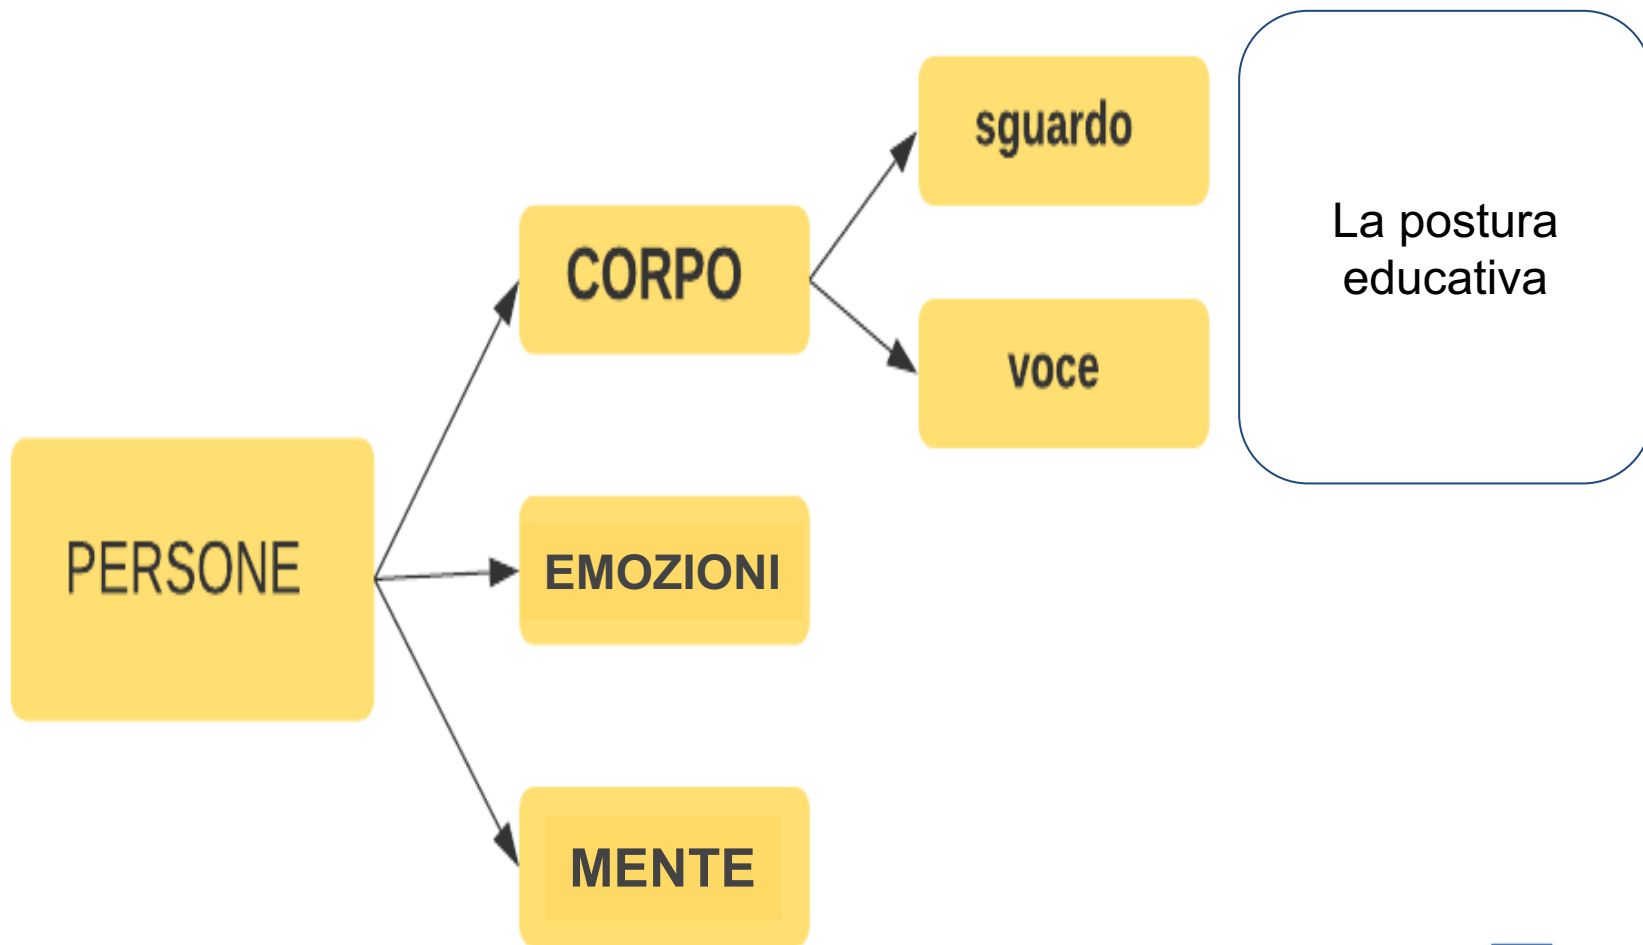 sguardo
La postura
educativa
CORPO
voce
PERSONE
EMOZIONI
MENTE